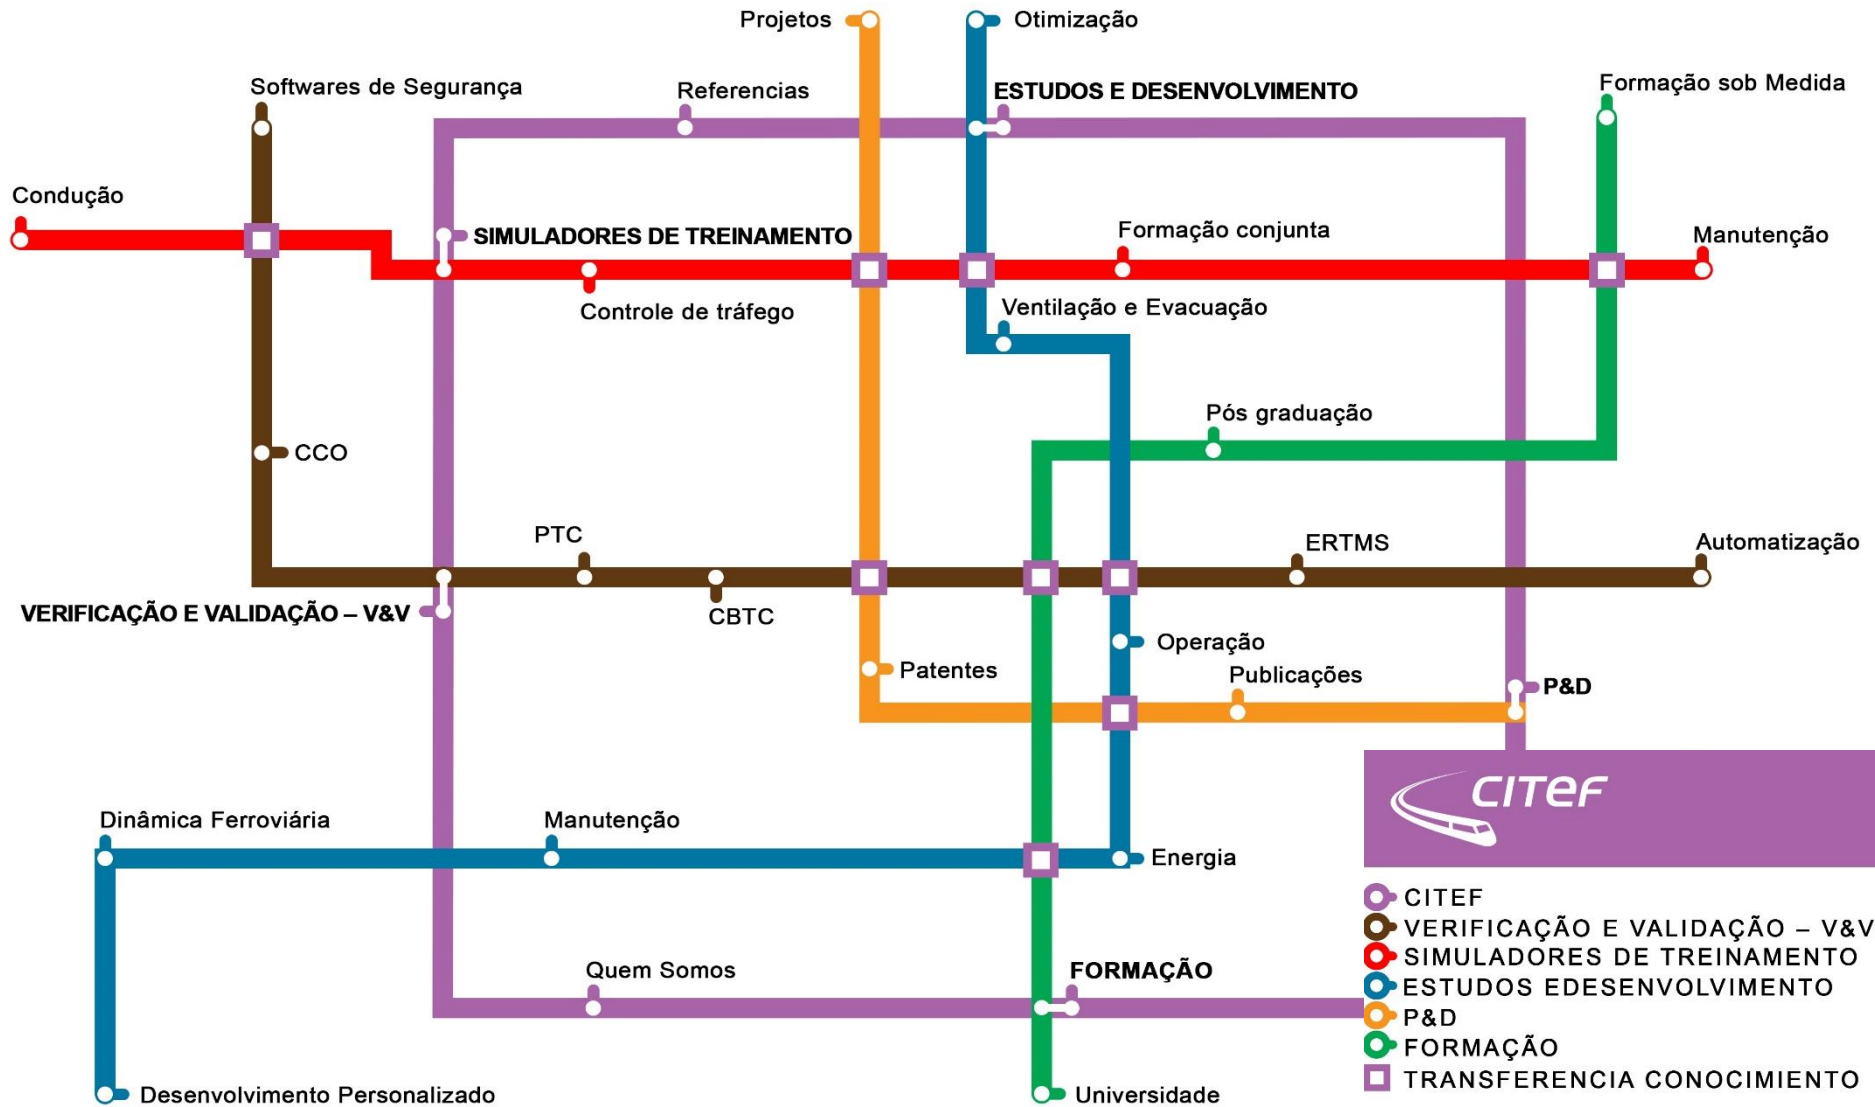 Projetos
Otimização
Softwares de Segurança
Referencias
ESTUDOS E DESENVOLVIMENTO
Formação sob Medida
Condução
SIMULADORES DE TREINAMENTO
Formação conjunta
Manutenção
Controle de tráfego
Ventilação e Evacuação
Pós graduação
CCO
PTC
ERTMS
Automatização
VERIFICAÇÃO E VALIDAÇÃO – V&V
CBTC
Operação
Patentes
Publicações
P&D
CITEF
Dinâmica Ferroviária
Manutenção
Energia
CITEF
VERIFICAÇÃO E VALIDAÇÃO – V&V
SIMULADORES DE TREINAMENTO
ESTUDOS EDESENVOLVIMENTO
P&D
FORMAÇÃO
TRANSFERENCIA CONOCIMIENTO
Quem Somos
FORMAÇÃO
Desenvolvimento Personalizado
Universidade